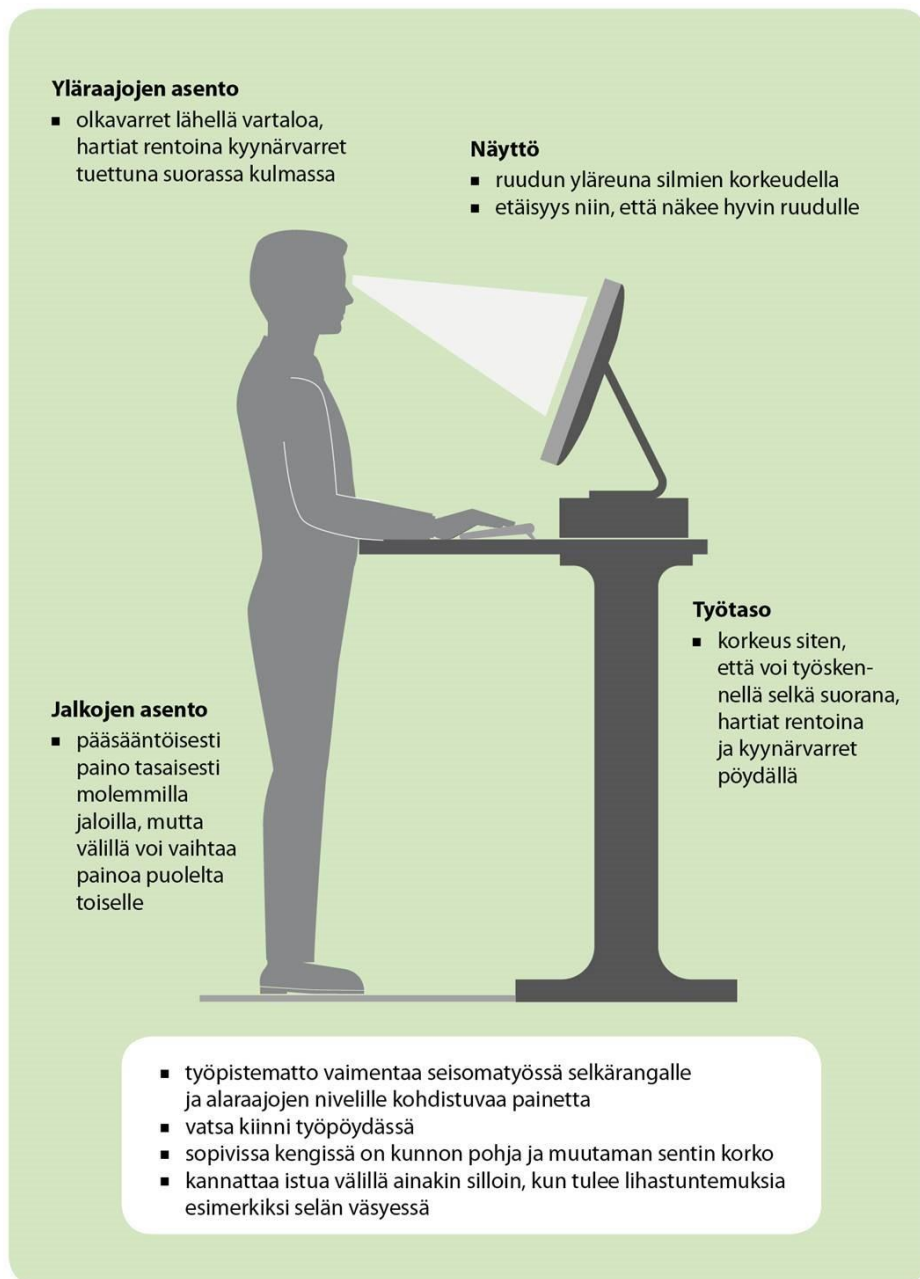 Yläraajojen asento
▪ olkavarret lähellä vartaloa,
hartiat rentoina kyynärvarret
tuettuna suorassa kulmassa
Näyttö
▪ ruudun yläreuna silmien korkeudella
▪ etäisyys niin, että näkee hyvin ruudulle
Työtaso
▪ korkeus siten,
että voi työsken-
nellä selkä suorana,
hartiat rentoina
ja kyynärvarret
pöydällä
Jalkojen asento
▪ pääsääntöisesti
paino tasaisesti
molemmilla
jaloilla, mutta
välillä voi vaihtaa
painoa puolelta
toiselle
▪ työpistematto vaimentaa seisomatyössä selkärangalle
ja alaraajojen nivelille kohdistuvaa painetta
▪ vatsa kiinni työpöydässä
▪ sopivissa kengissä on kunnon pohja ja muutaman sentin korko
▪ kannattaa istua välillä ainakin silloin, kun tulee lihastuntemuksia
esimerkiksi selän väsyessä